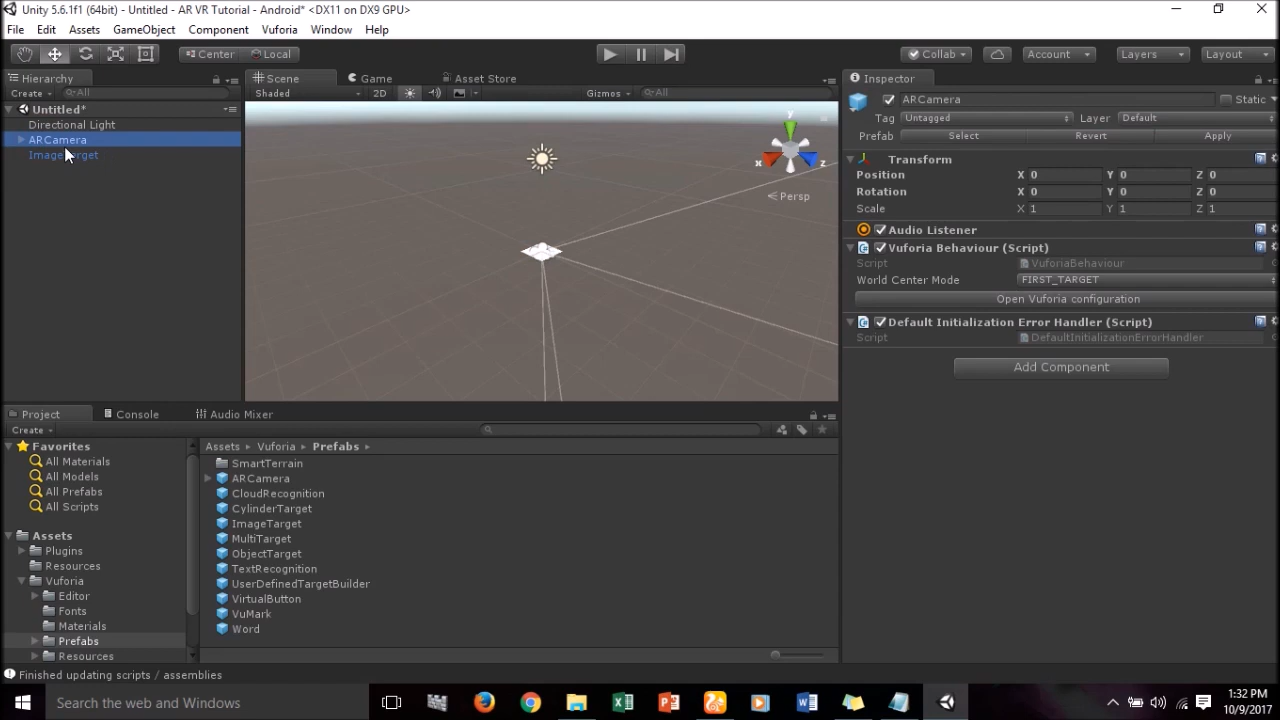 Unity 5.6.1f1 (64bit) - Untitled - AR VR Tutorial - Android* <DX11 on DX9 GPU>
File Edit Assets GameObject Component Vuforia Window Help
Center Local Collab Account Layers Layout
Hierarchy Scene Game Asset Store Inspector
Create All Shaded 2D Gizmos All ARCamera Static
Untitled*
Tag Untagged Layer Default
Directional Light
Prefab Select Revert Apply
ARCamera
ImageTarget
y
x
z
Persp
Transform
Position X 0 Y 0 Z 0
Rotation X 0 Y 0 Z 0
Scale X 1 Y 1 Z 1
Audio Listener
Vuforia Behaviour (Script)
Script VuforiaBehaviour
World Center Mode FIRST_TARGET
Open Vuforia configuration
Default Initialization Error Handler (Script)
Script DefaultInitializationErrorHandler
Add Component
Project Console Audio Mixer
Create
Favorites
All Materials
All Models
All Prefabs
All Scripts
Assets
Plugins
Resources
Vuforia
Editor
Fonts
Materials
Prefabs
Resources
Assets Vuforia Prefabs
SmartTerrain
ARCamera
CloudRecognition
CylinderTarget
ImageTarget
MultiTarget
ObjectTarget
TextRecognition
UserDefinedTargetBuilder
VirtualButton
VuMark
Word
Finished updating scripts / assemblies
Search the web and Windows
1:32 PM
10/9/2017